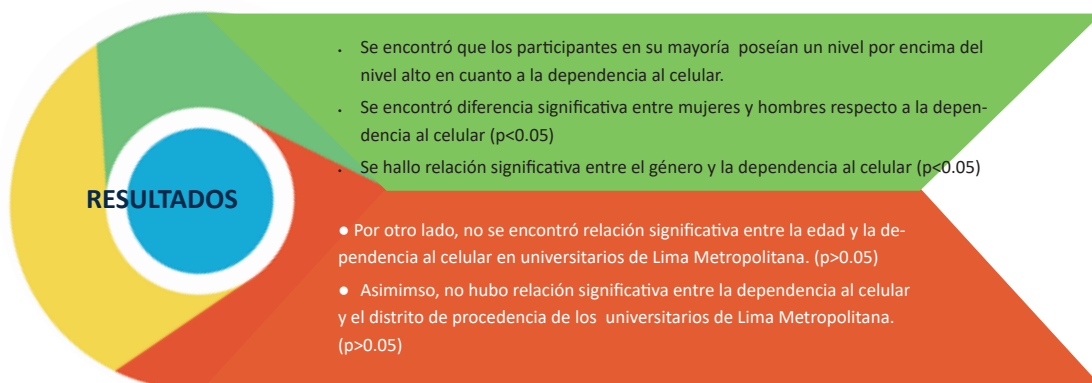 RESULTADOS
. Se encontró que los participantes en su mayoría poseían un nivel por encima del
nivel alto en cuanto a la dependencia al celular.
. Se encontró diferencia significativa entre mujeres y hombres respecto a la depen-
dencia al celular (p<0.05)
. Se hallo relación significativa entre el género y la dependencia al celular (p<0.05)
● Por otro lado, no se encontró relación significativa entre la edad y la de-
pendencia al celular en universitarios de Lima Metropolitana. (p>0.05)
● Asimimso, no hubo relación significativa entre la dependencia al celular
y el distrito de procedencia de los universitarios de Lima Metropolitana.
(p>0.05)